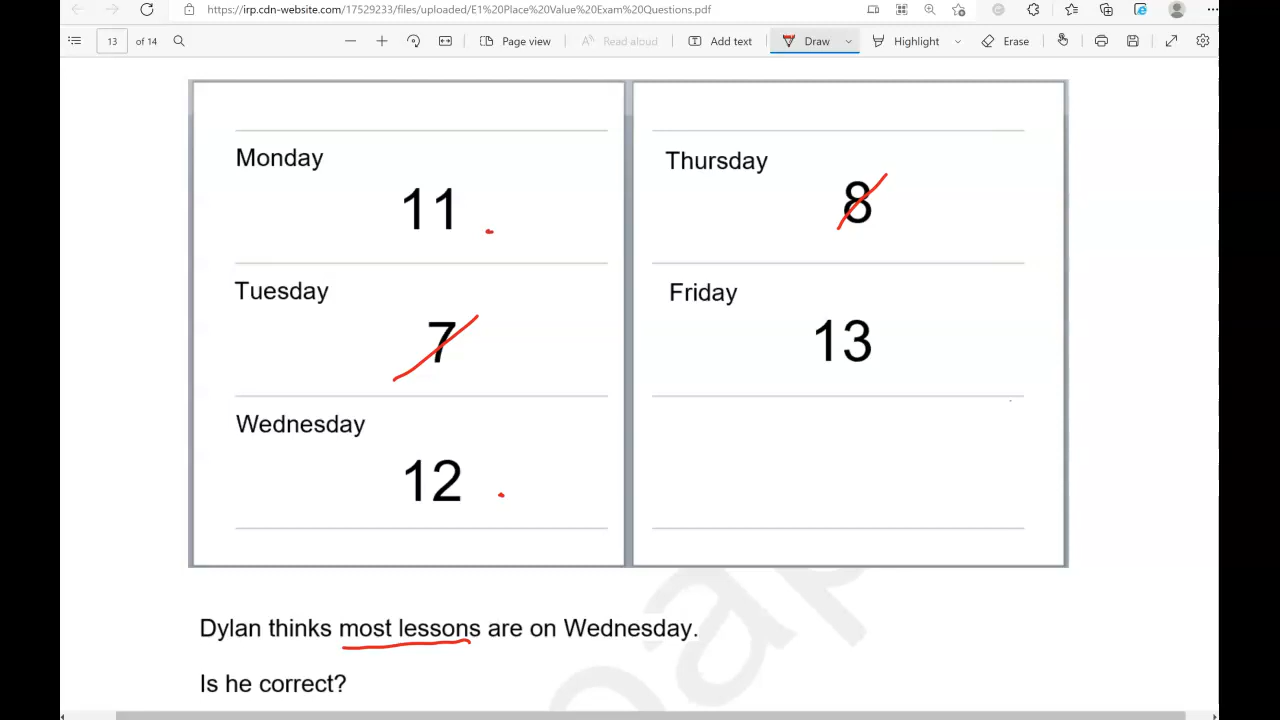 https://irp.cdn-website.com/17529233/files/uploaded/E1%20Place%20Value%20Exam%20Questions.pdf
13 of 14 Page view Read aloud Add text Draw Highlight Erase
Monday
11
Tuesday
7
Wednesday
12
Thursday
8
Friday
13
Dylan thinks most lessons are on Wednesday.
Is he correct?